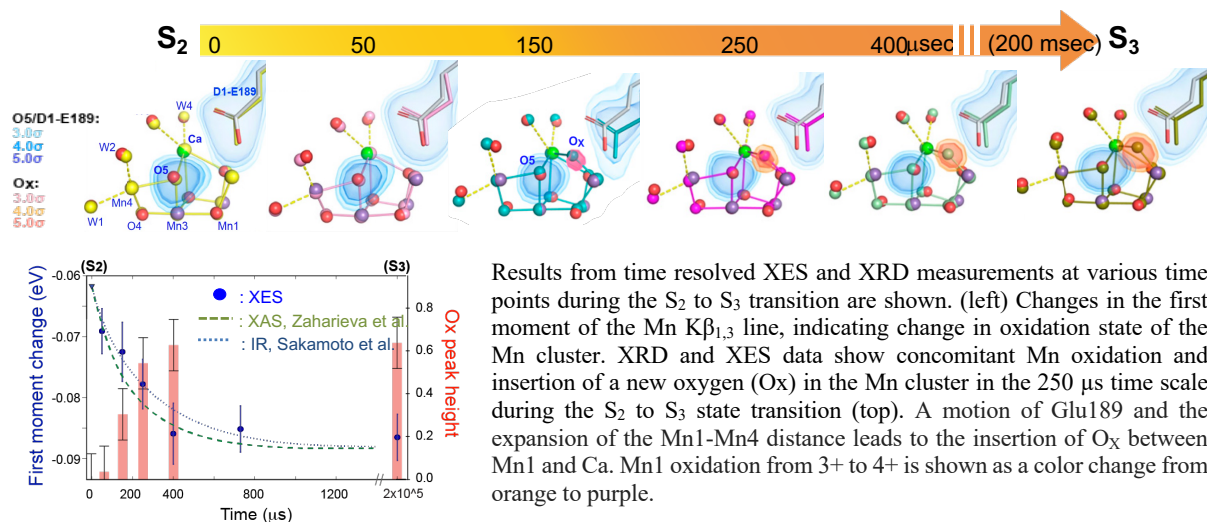 S2 0 50 150 250 400μsec (200 msec) S3
O5/D1-E189:
3.0σ
4.0σ
5.0σ
Ox:
3.0σ
4.0σ
5.0σ
D1-E189
W4
Ca
W2
O5
Mn4
W1
O4 Mn3 Mn1
Ox
O5
(S2) (S3)
First moment change (eV)
-0.06
-0.07
-0.08
-0.09
: XES
: XAS, Zaharieva et al.
: IR, Sakamoto et al.
0.8
0.6
0.4
0.2
0.0
Ox peak height
0 200 400 800 1200 2x10^5
Time (μs)
Results from time resolved XES and XRD measurements at various time
points during the S2 to S3 transition are shown. (left) Changes in the first
moment of the Mn Kβ1,3 line, indicating change in oxidation state of the
Mn cluster. XRD and XES data show concomitant Mn oxidation and
insertion of a new oxygen (Ox) in the Mn cluster in the 250 μs time scale
during the S2 to S3 state transition (top). A motion of Glu189 and the
expansion of the Mn1-Mn4 distance leads to the insertion of OX between
Mn1 and Ca. Mn1 oxidation from 3+ to 4+ is shown as a color change from
orange to purple.